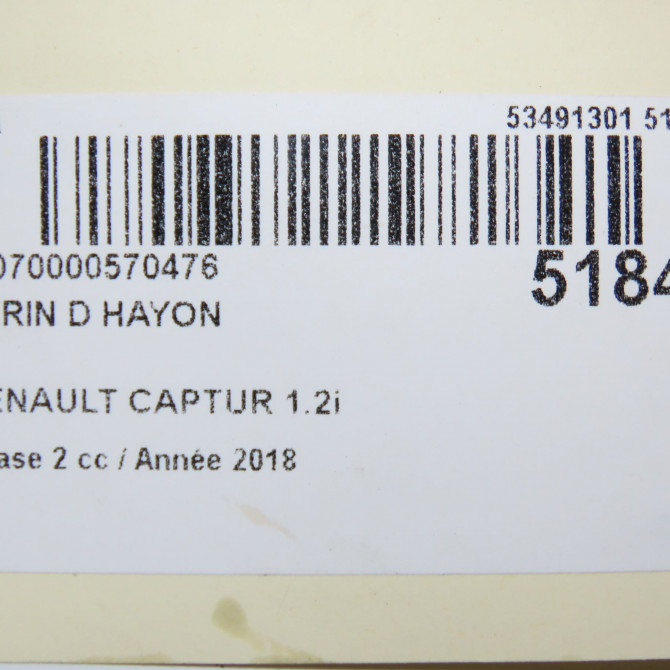 53491301 51
070000570476
5184
RIN D HAYON
ENAULT CAPTUR 1.2i
ase 2 cc / Année 2018